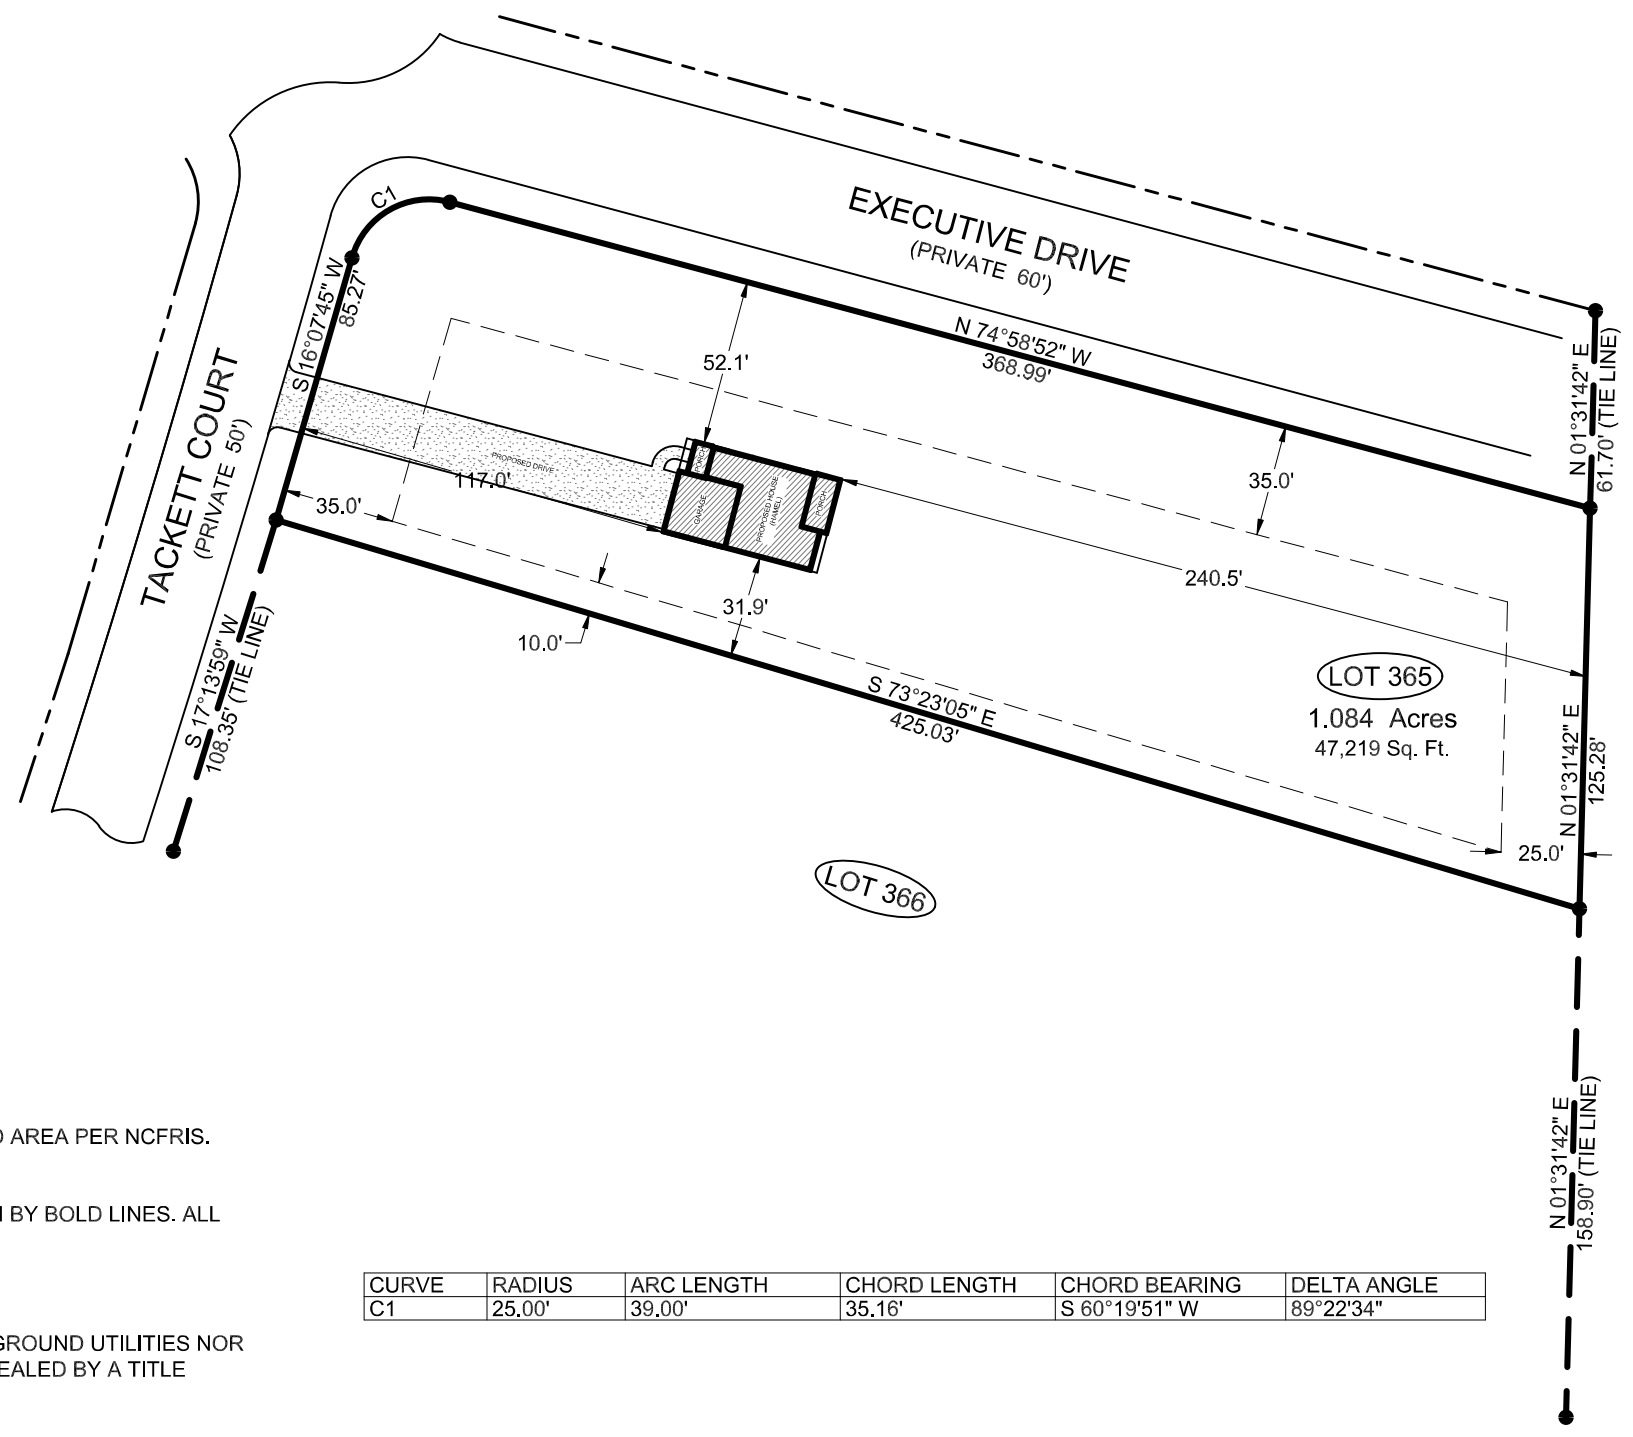 C1
EXECUTIVE DRIVE
(PRIVATE 60')
N 74°58'52" W
368.99'
N 01°31'42" E
61.70' (TIE LINE)
S 16°07'45" W
85.27'
52.1'
TACKETT COURT
(PRIVATE 50')
PROPOSED DRIVE
117.0'
35.0'
PORCH
GARAGE
PROPOSED HOUSE
(HAMEL)
PORCH
35.0'
240.5'
31.9'
10.0'
S 73°23'05" E
425.03'
LOT 365
1.084 Acres
47,219 Sq. Ft.
N 01°31'42" E
125.28'
25.0'
S 17°13'59" W
108.35' (TIE LINE)
LOT 366
N 01°31'42" E
158.90' (TIE LINE)
AREA PER NCFRIS.
BY BOLD LINES. ALL
GROUND UTILITIES NOR
EALED BY A TITLE
CURVE RADIUS ARC LENGTH CHORD LENGTH CHORD BEARING DELTA ANGLE
C1 25.00' 39.00' 35.16' S 60°19'51" W 89°22'34"